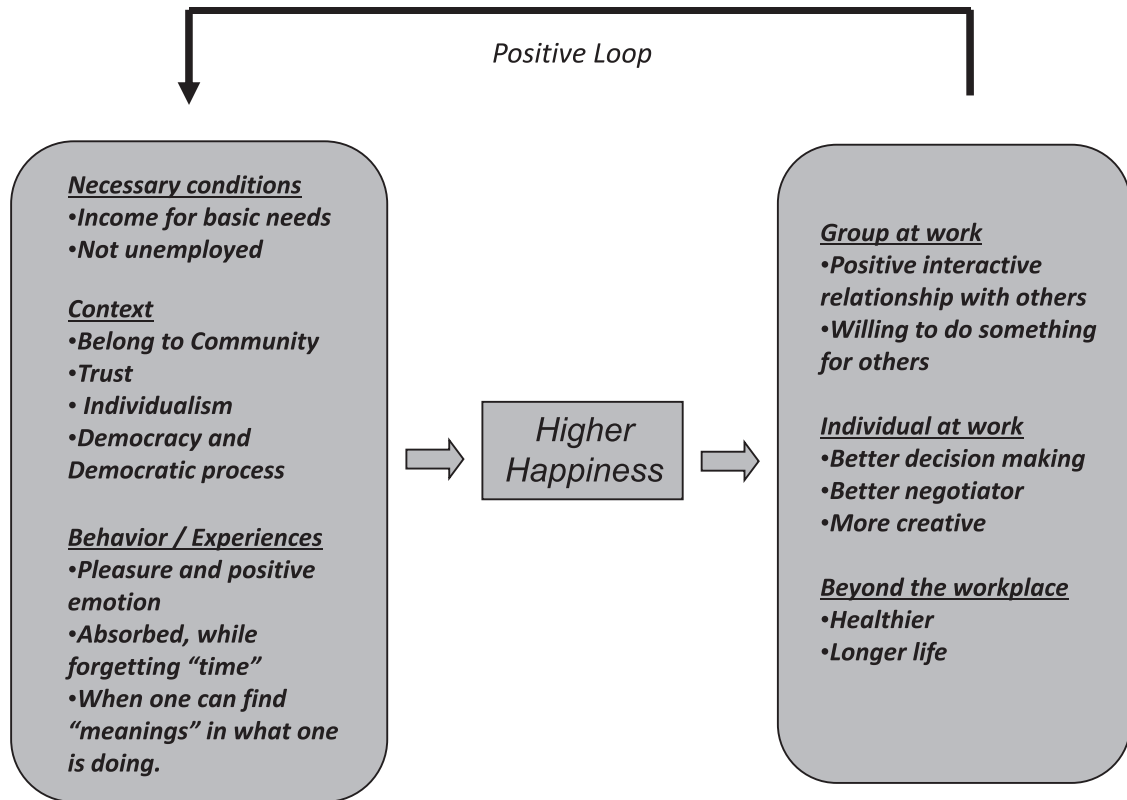 Positive Loop
Necessary conditions
•Income for basic needs
•Not unemployed
Context
•Belong to Community
•Trust
• Individualism
•Democracy and
Democratic process
Behavior / Experiences
•Pleasure and positive
emotion
•Absorbed, while
forgetting “time”
•When one can find
“meanings” in what one
is doing.
Higher
Happiness
Group at work
•Positive interactive
relationship with others
•Willing to do something
for others
Individual at work
•Better decision making
•Better negotiator
•More creative
Beyond the workplace
•Healthier
•Longer life